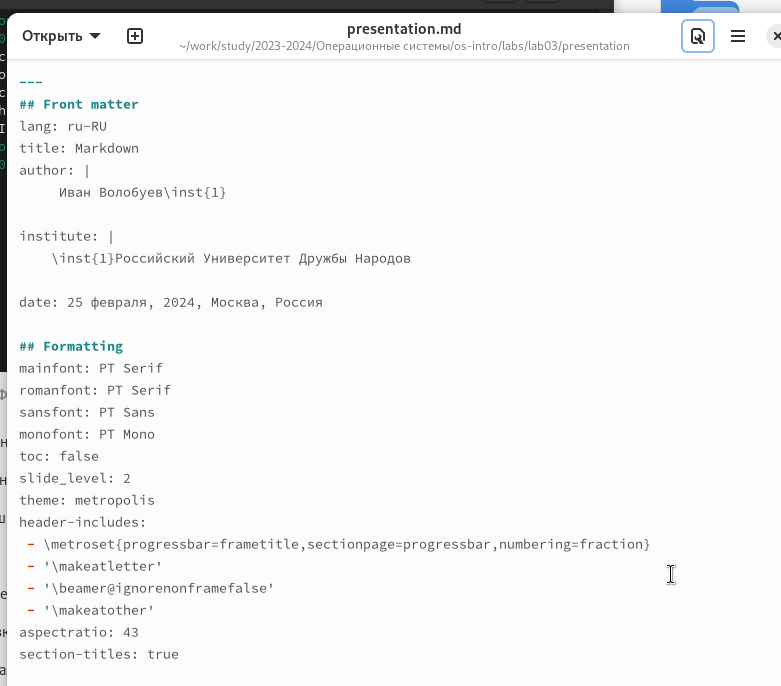 Открыть
presentation.md
~/work/study/2023-2024/Операционные системы/os-intro/labs/lab03/presentation
---
## Front matter
lang: ru-RU
title: Markdown
author: |
Иван Волобуев\inst{1}
institute: |
\inst{1}Российский Университет Дружбы Народов
date: 25 февраля, 2024, Москва, Россия
## Formatting
mainfont: PT Serif
romanfont: PT Serif
sansfont: PT Sans
monofont: PT Mono
toc: false
slide_level: 2
theme: metropolis
header-includes:
- \metroset{progressbar=frametitle,sectionpage=progressbar,numbering=fraction}
- '\makeatletter'
- '\beamer@ignorenonframefalse'
- '\makeatother'
aspectratio: 43
section-titles: true